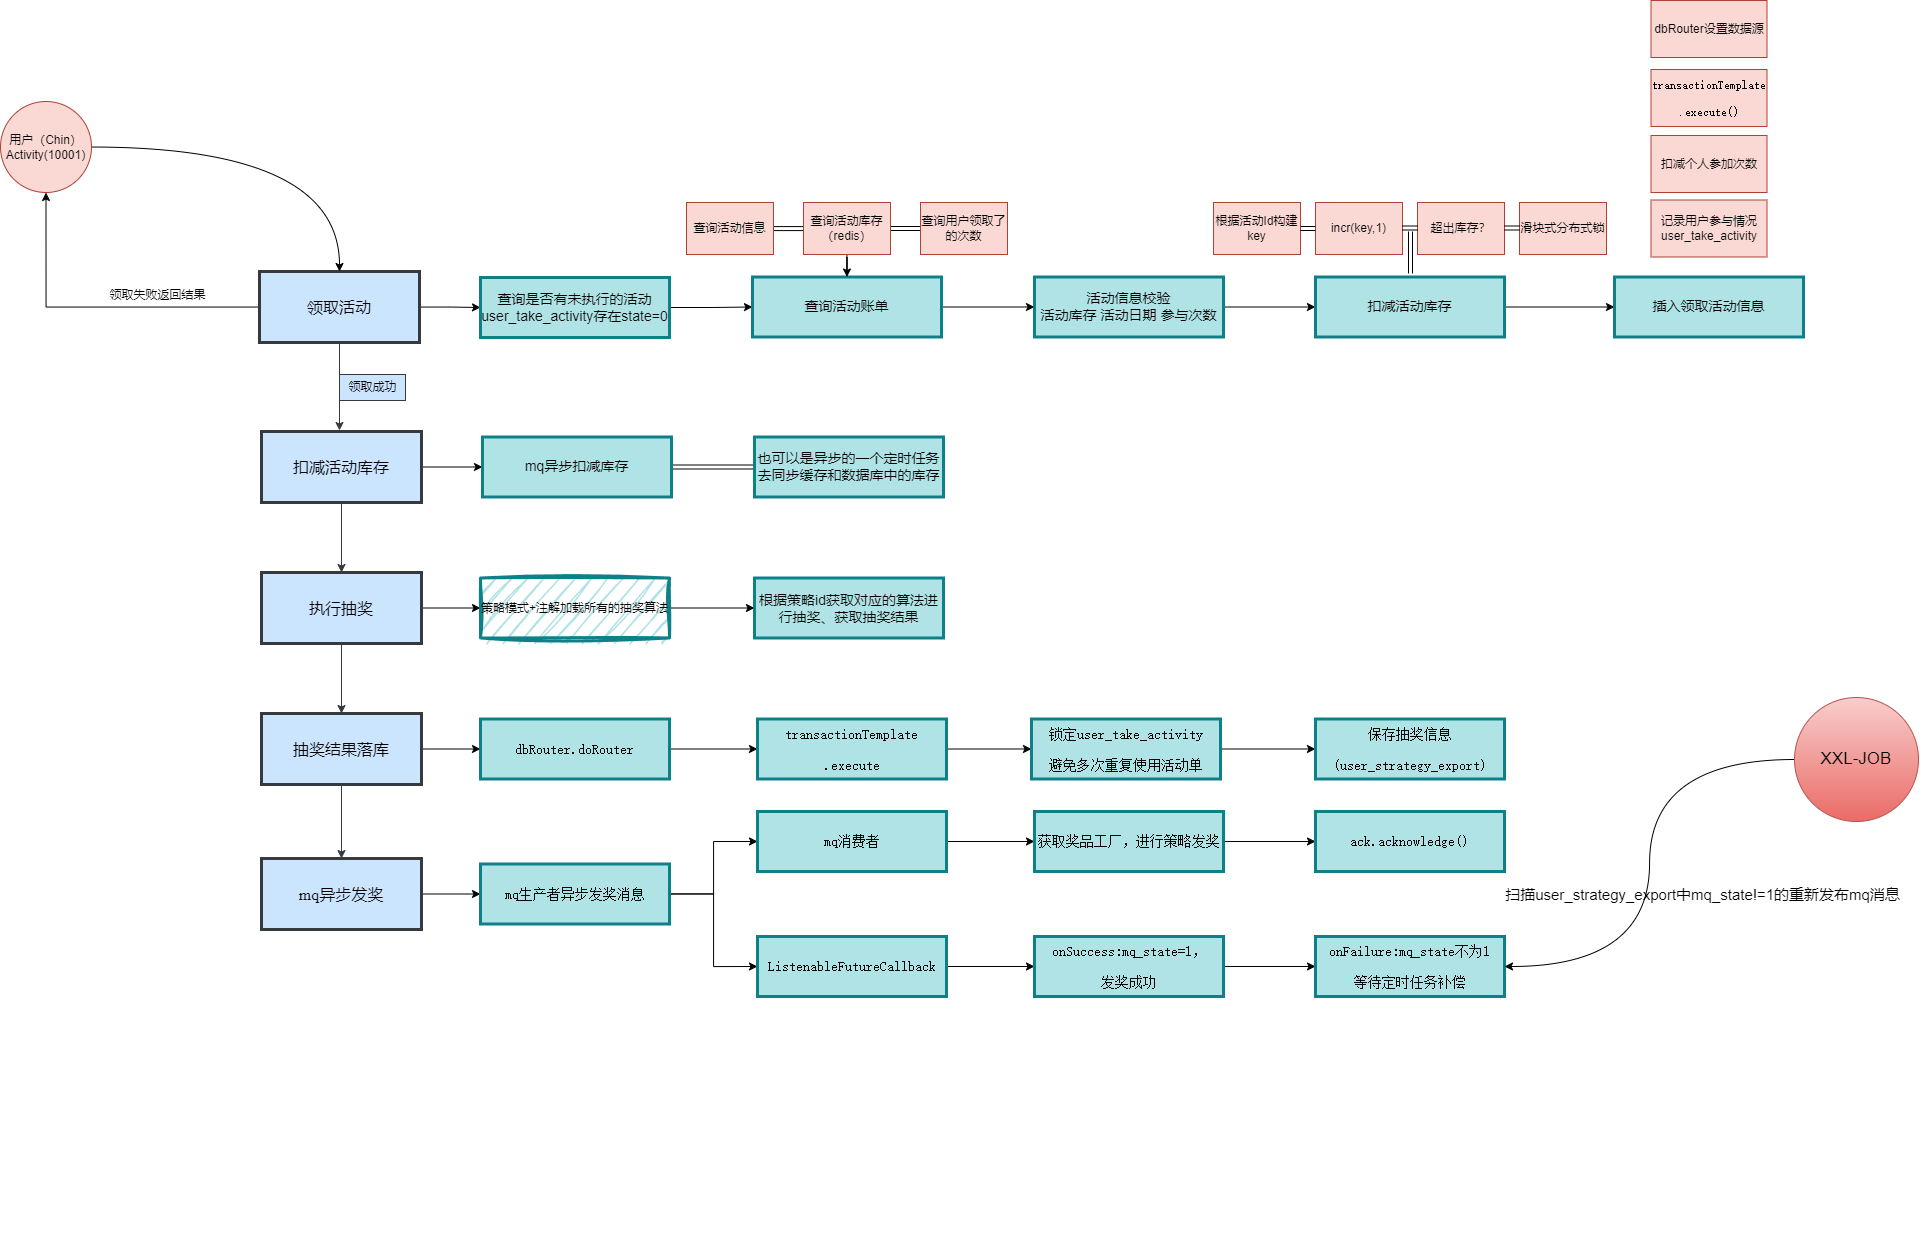 dbRouter设置数据源
transactionTemplate
.execute()
扣减个人参加次数
记录用户参与情况
user_take_activity
用户（Chin）
Activity(10001)
查询活动信息
查询活动库存
（redis）
查询用户领取了
的次数
根据活动Id构建
key
incr(key,1)
超出库存?
滑块式分布式锁
领取失败返回结果
领取活动
查询是否有未执行的活动
user_take_activity存在state=0
查询活动账单
活动信息校验
活动库存 活动日期 参与次数
扣减活动库存
插入领取活动信息
领取成功
扣减活动库存
mq异步扣减库存
也可以是异步的一个定时任务
去同步缓存和数据库中的库存
执行抽奖
策略模式+注解加载所有的抽奖算法
根据策略id获取对应的算法进
行抽奖、获取抽奖结果
抽奖结果落库
dbRouter.doRouter
transactionTemplate
.execute
锁定user_take_activity
避免多次重复使用活动单
保存抽奖信息
(user_strategy_export)
XXL-JOB
mq消费者
获取奖品工厂，进行策略发奖
ack.acknowledge()
mq异步发奖
mq生产者异步发奖消息
扫描user_strategy_export中mq_state!=1的重新发布mq消息
ListenableFutureCallback
onSuccess:mq_state=1，
发奖成功
onFailure:mq_state不为1
等待定时任务补偿